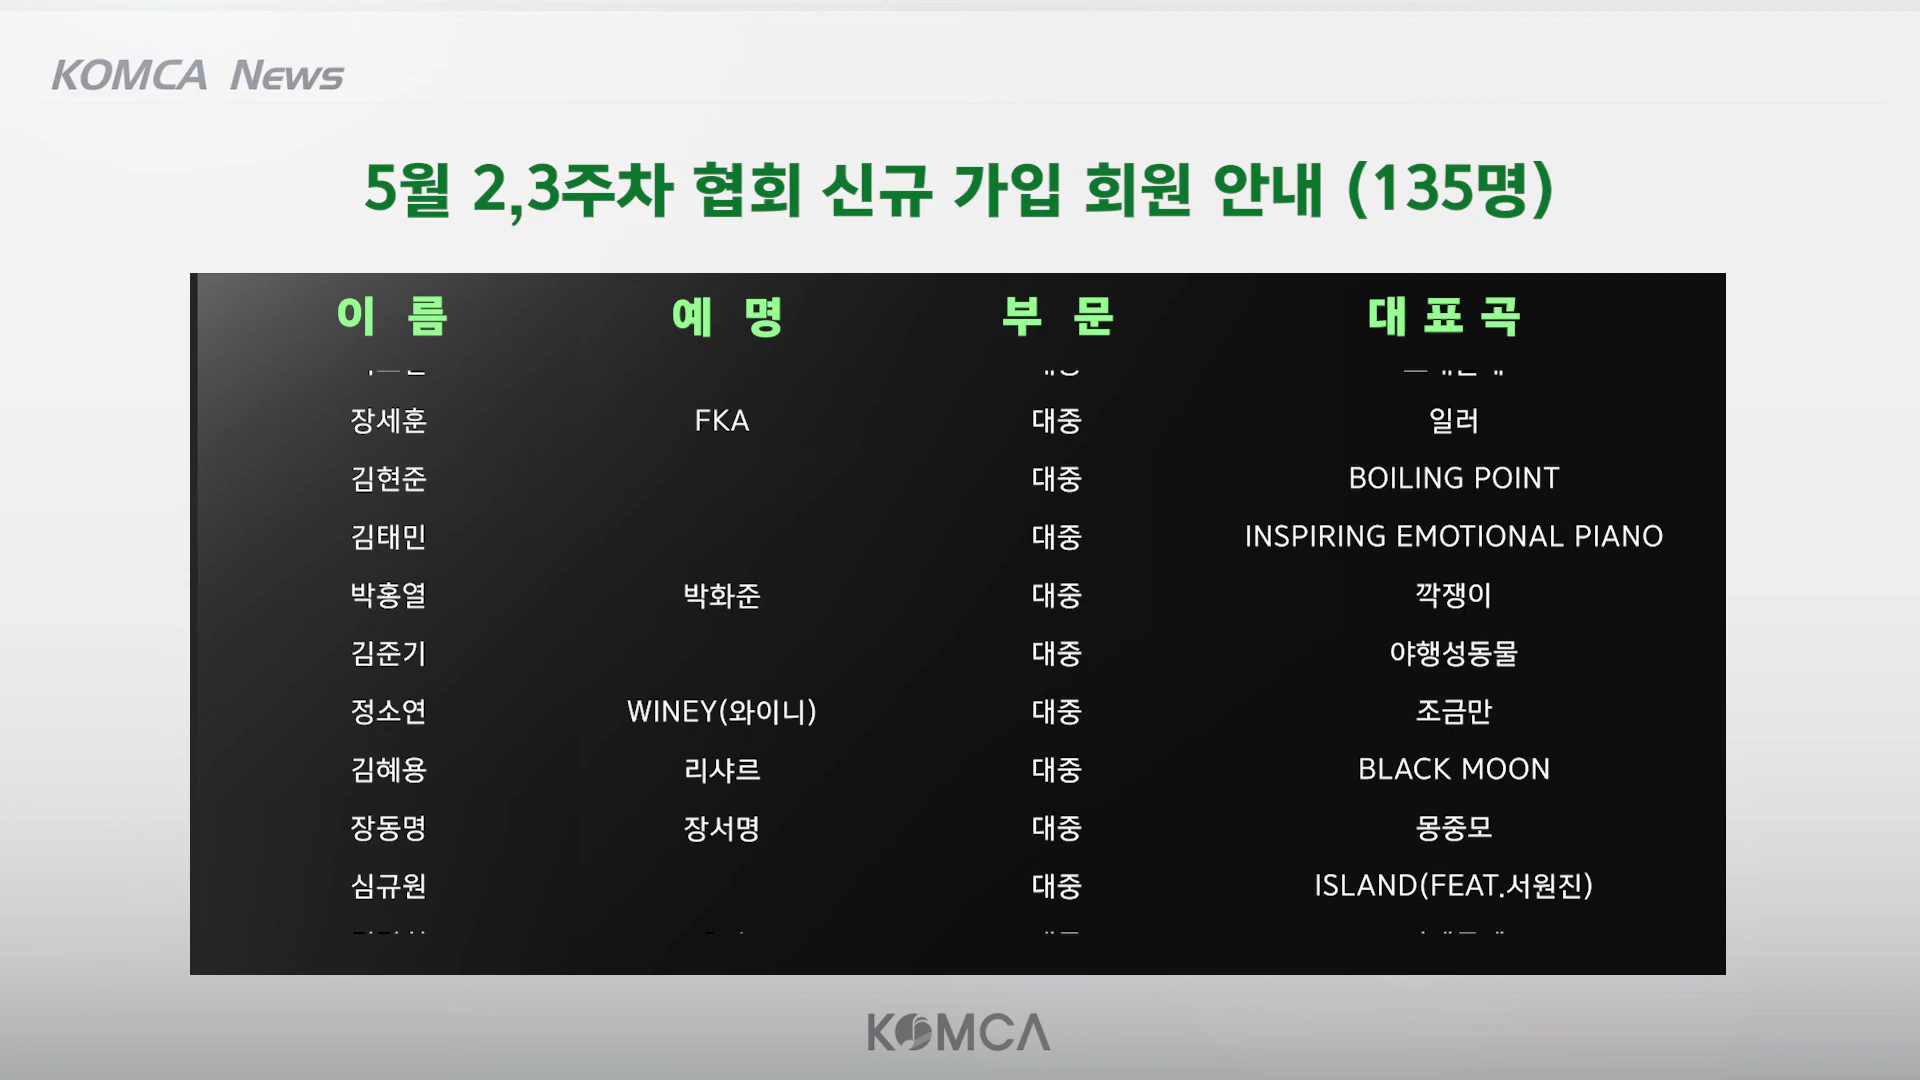 KOMCA News
5월 2,3주차 협회 신규 가입 회원 안내 (135명)
이 름 예 명 부 문 대 표 곡
장세훈 FKA 대중 일러
김현준 대중 BOILING POINT
김태민 대중 INSPIRING EMOTIONAL PIANO
박홍열 박화준 대중 깍쟁이
김준기 대중 야행성동물
정소연 WINEY(와이니) 대중 조금만
김혜용 리샤르 대중 BLACK MOON
장동명 장서명 대중 몽중모
심규원 대중 ISLAND(FEAT.서원진)
KOMCA